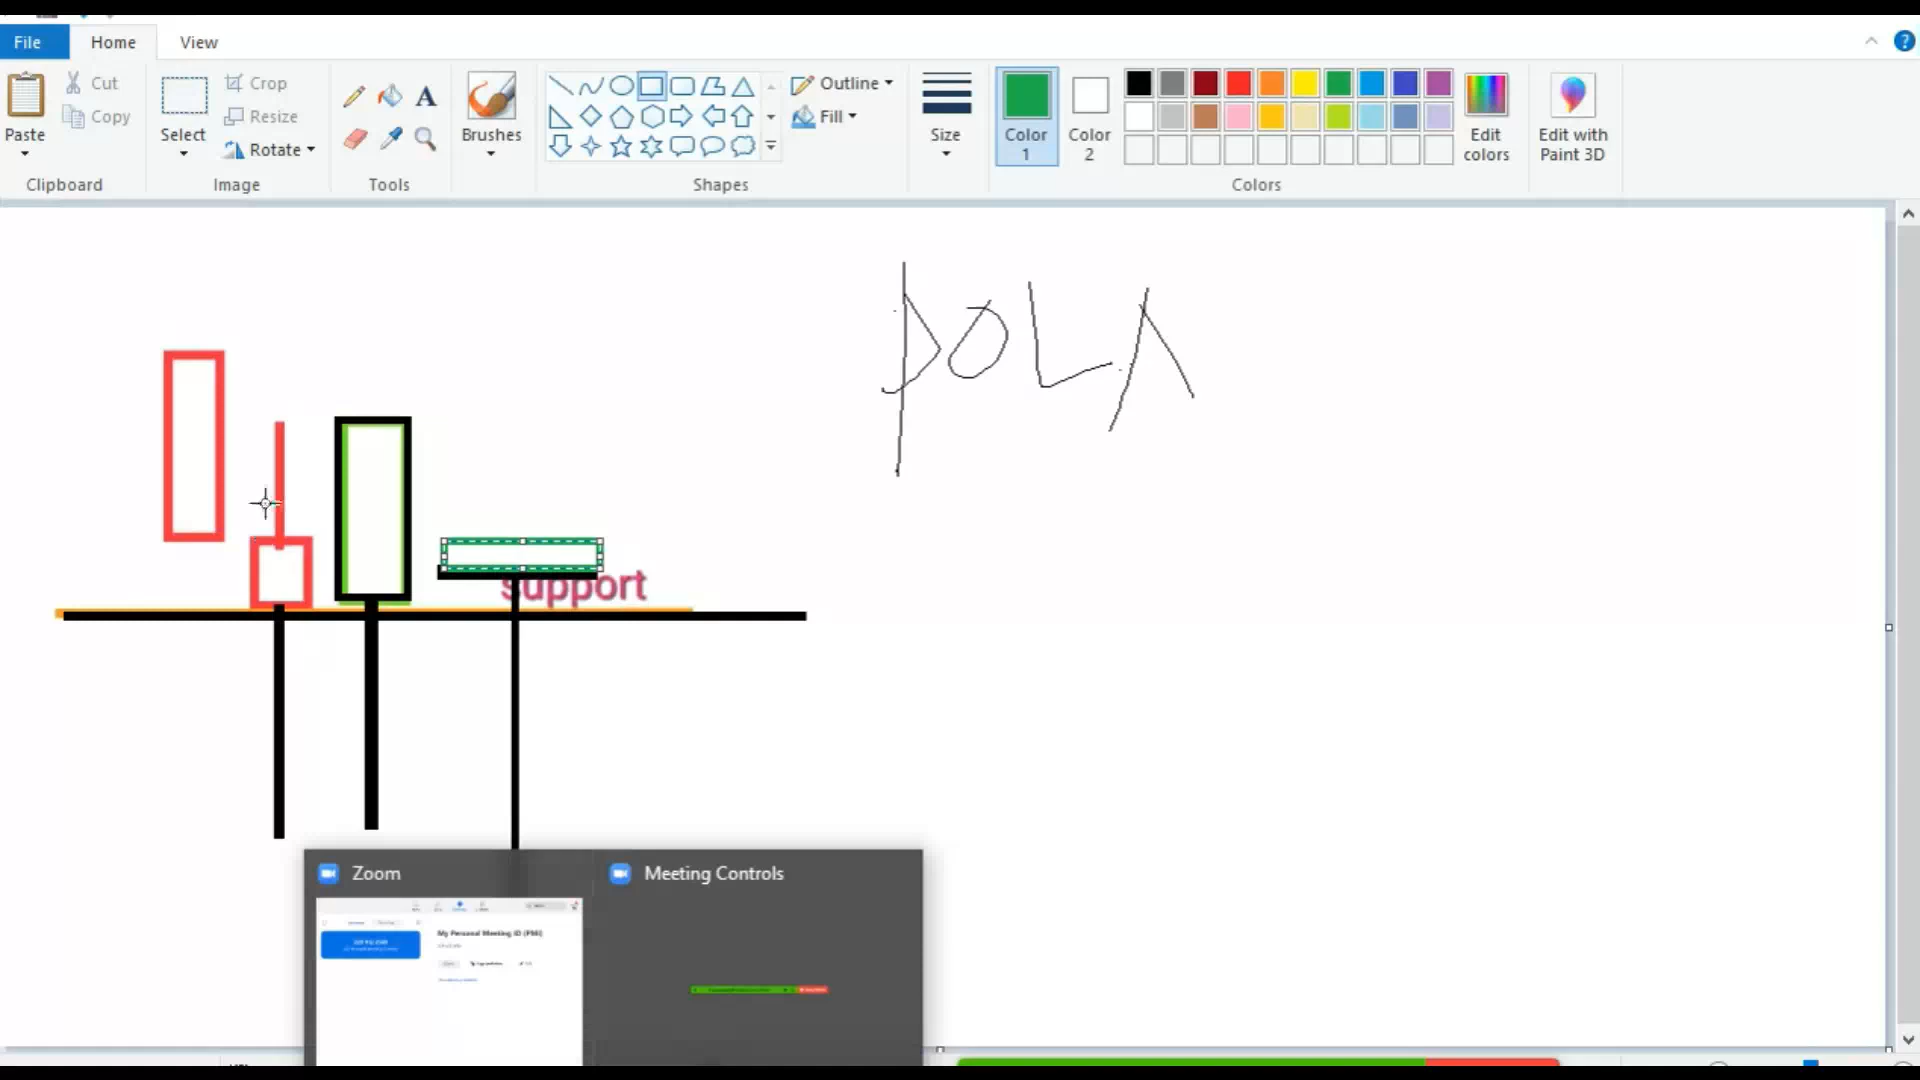 File Home View
Paste
Cut
Copy
Clipboard
Select
Crop
Resize
Rotate
Image
A
Tools
Brushes
Shapes
Outline
Fill
Size
Color 1
Color 2
Colors
Edit colors
Edit with Paint 3D
?
POLA
support
Zoom
Meeting Controls
My Personal Meeting ID (PMI)